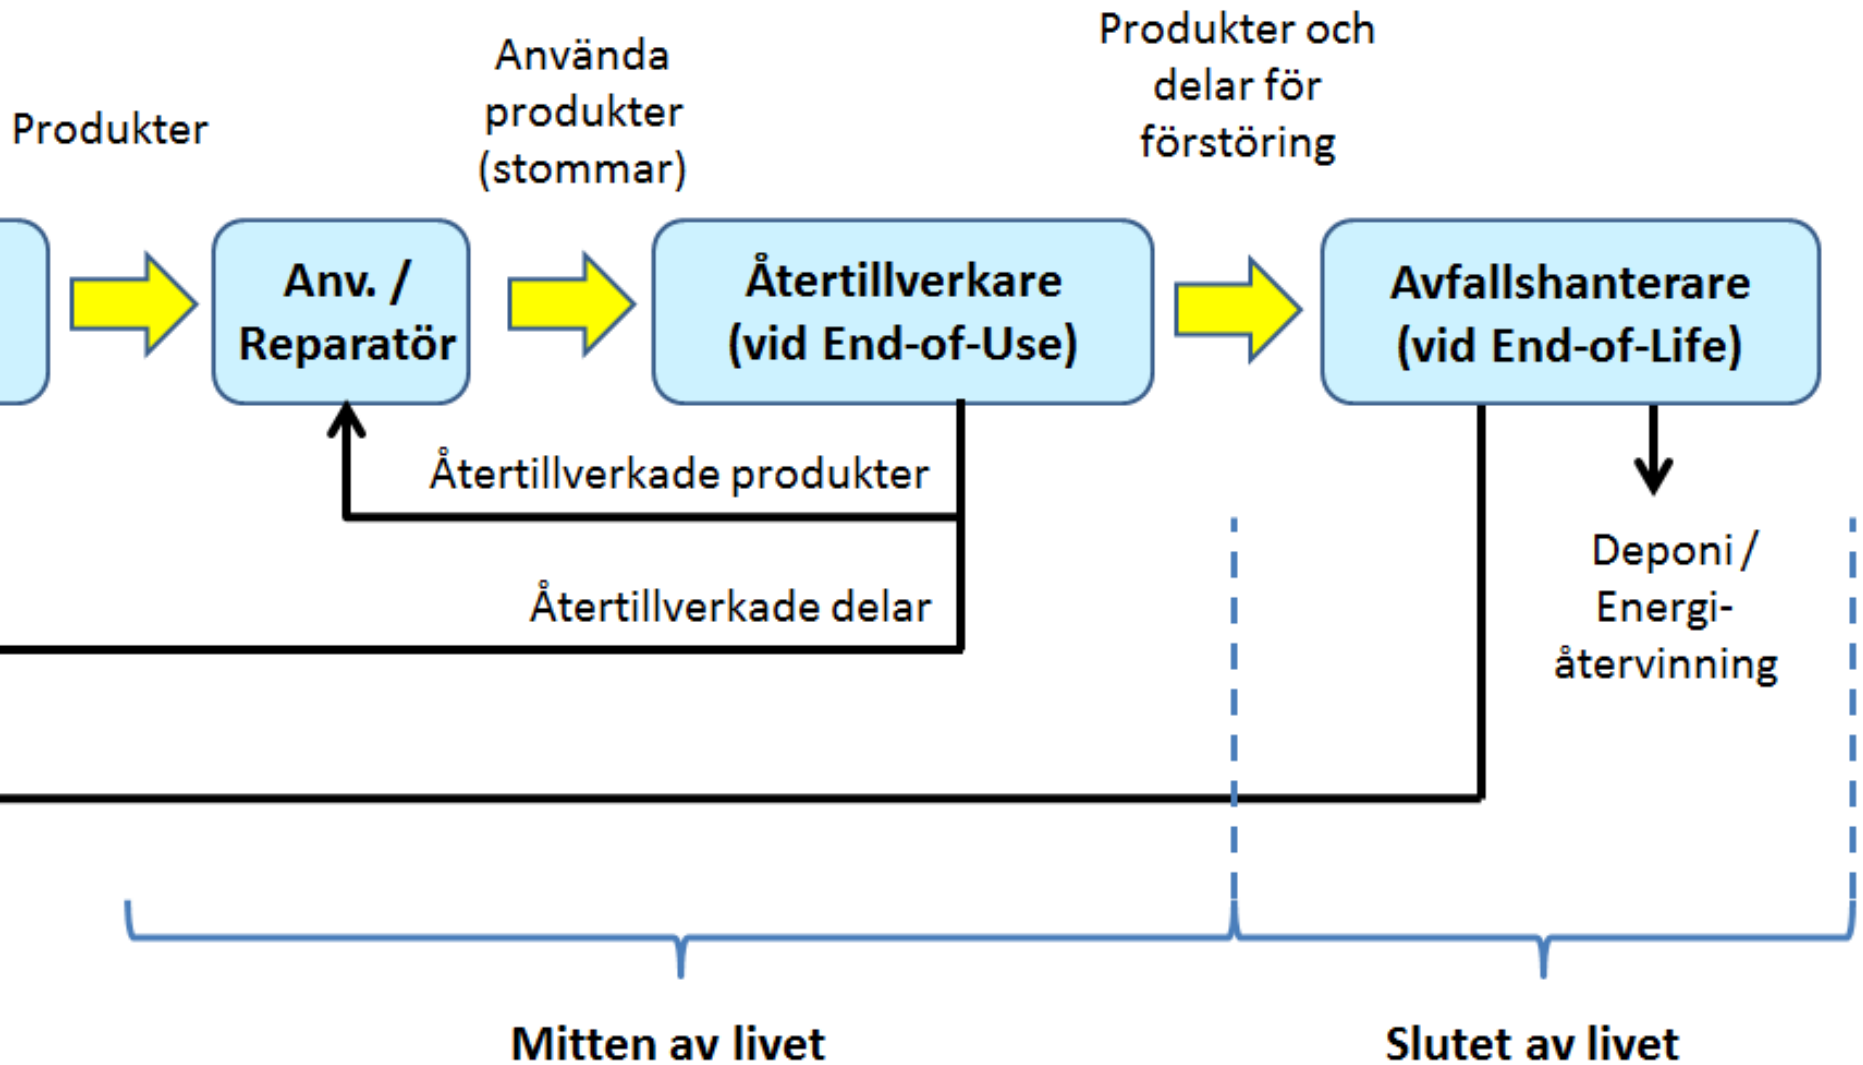 Produkter
Använda
produkter
(stommar)
Produkter och
delar för
förstöring
Anv. /
Reparatör
Återtillverkare
(vid End-of-Use)
Avfallshanterare
(vid End-of-Life)
Återtillverkade produkter
Återtillverkade delar
Deponi /
Energi-
återvinning
Mitten av livet
Slutet av livet